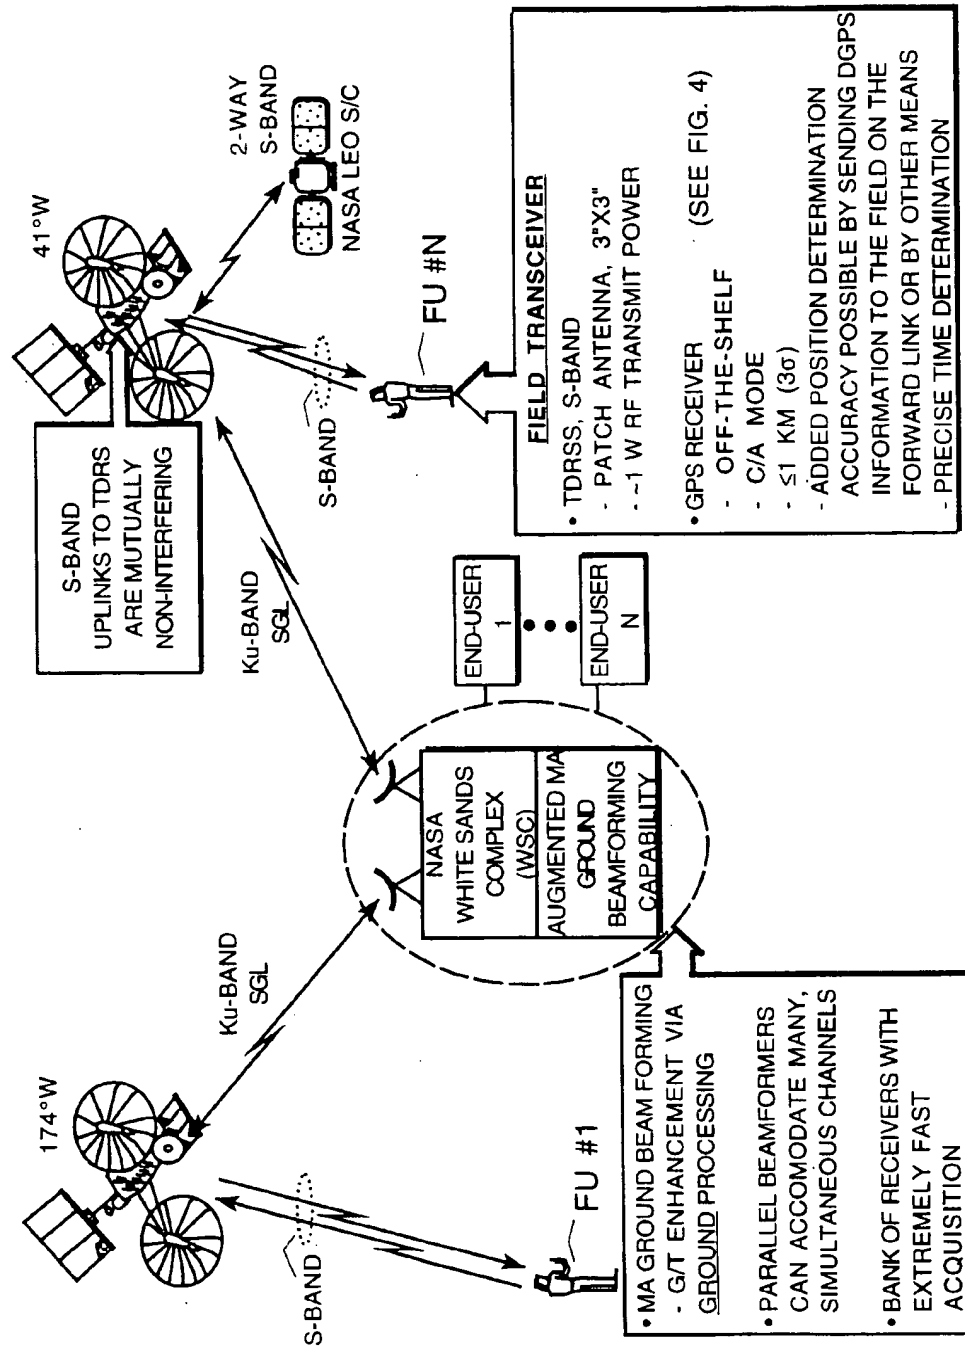 174°W
41°W
S-BAND
UPLINKS TO TDRS
ARE MUTUALLY
NON-INTERFERING
2-WAY
S-BAND
NASA LEO S/C
Ku-BAND
SGL
Ku-BAND
SGL
S-BAND
FU #1
S-BAND
FU #N
NASA
WHITE SANDS
COMPLEX
(WSC)
AUGMENTED MA
GROUND
BEAMFORMING
CAPABILITY
END-USER
1
END-USER
N
• MA GROUND BEAM FORMING
- G/T ENHANCEMENT VIA
GROUND PROCESSING
• PARALLEL BEAMFORMERS
CAN ACCOMODATE MANY,
SIMULTANEOUS CHANNELS
• BANK OF RECEIVERS WITH
EXTREMELY FAST
ACQUISITION
FIELD TRANSCEIVER
• TDRSS, S-BAND
- PATCH ANTENNA, 3"X3"
- ~1 W RF TRANSMIT POWER
• GPS RECEIVER (SEE FIG. 4)
- OFF-THE-SHELF
- C/A MODE
- ≤1 KM (3σ)
- ADDED POSITION DETERMINATION
ACCURACY POSSIBLE BY SENDING DGPS
INFORMATION TO THE FIELD ON THE
FORWARD LINK OR BY OTHER MEANS
- PRECISE TIME DETERMINATION